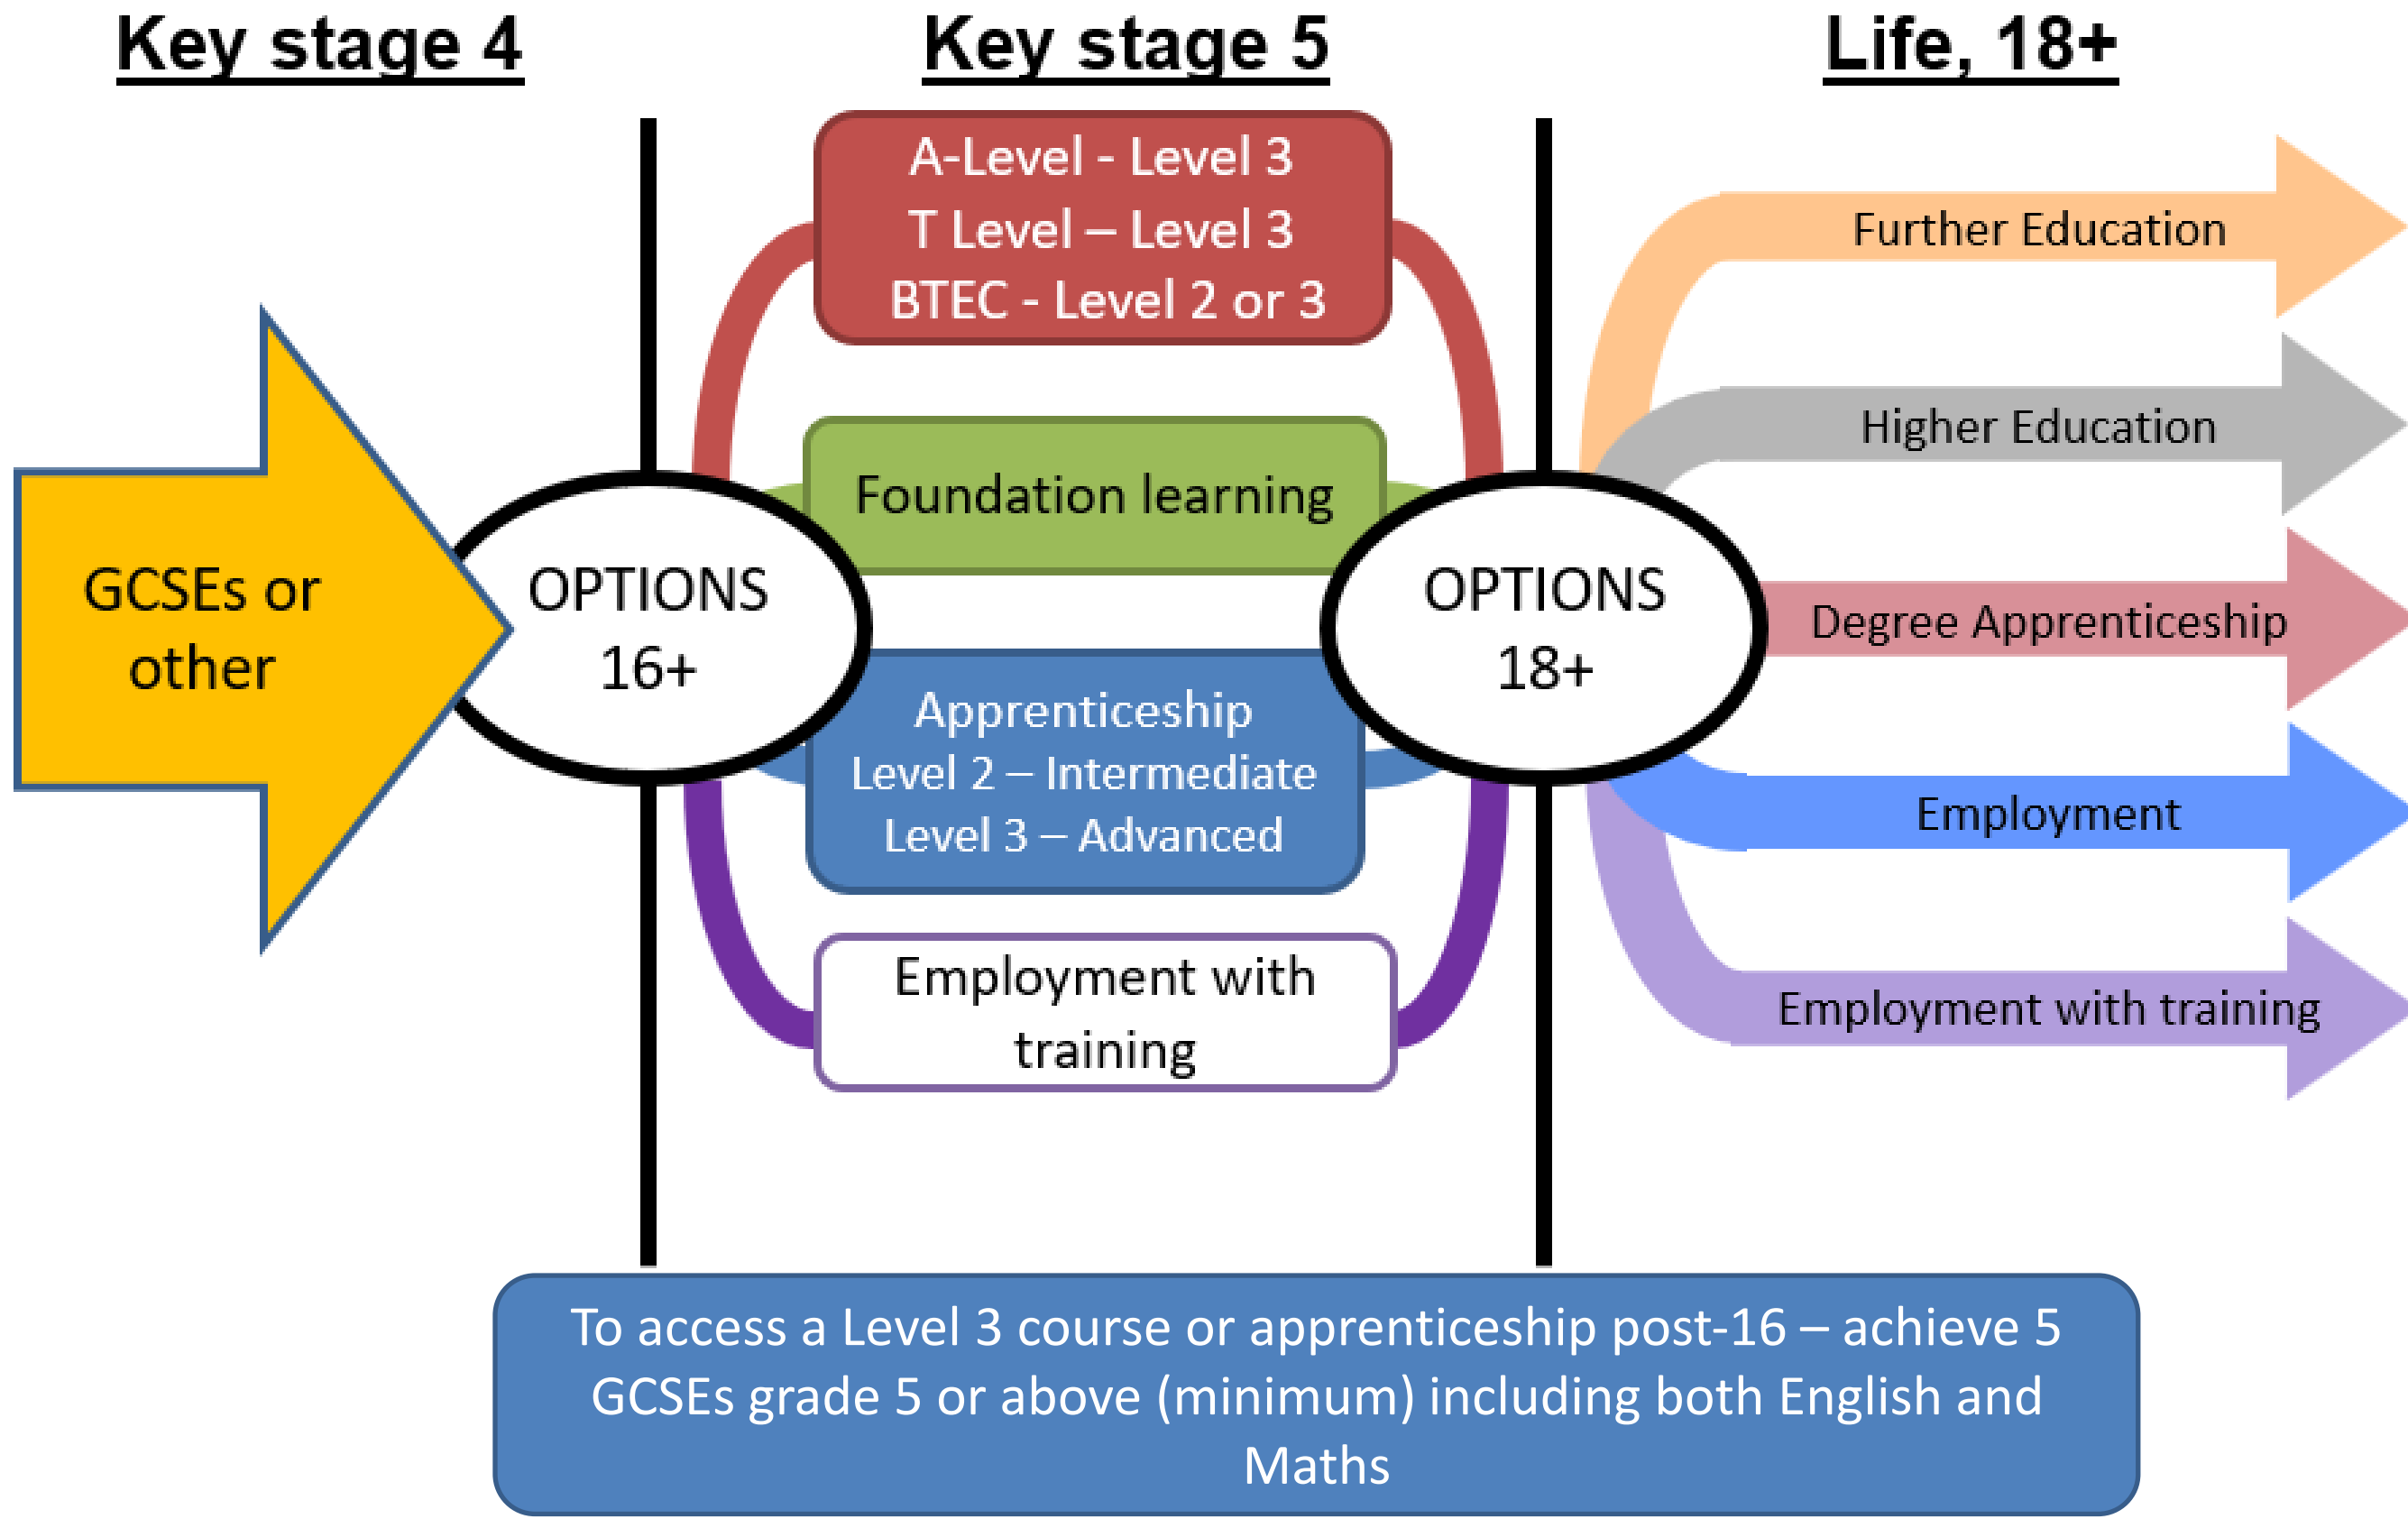 Key stage 4
Key stage 5
Life, 18+
GCSEs or
other
OPTIONS
16+
A-Level - Level 3
T Level – Level 3
BTEC - Level 2 or 3
Foundation learning
Apprenticeship
Level 2 – Intermediate
Level 3 – Advanced
Employment with
training
OPTIONS
18+
Further Education
Higher Education
Degree Apprenticeship
Employment
Employment with training
To access a Level 3 course or apprenticeship post-16 – achieve 5
GCSEs grade 5 or above (minimum) including both English and
Maths